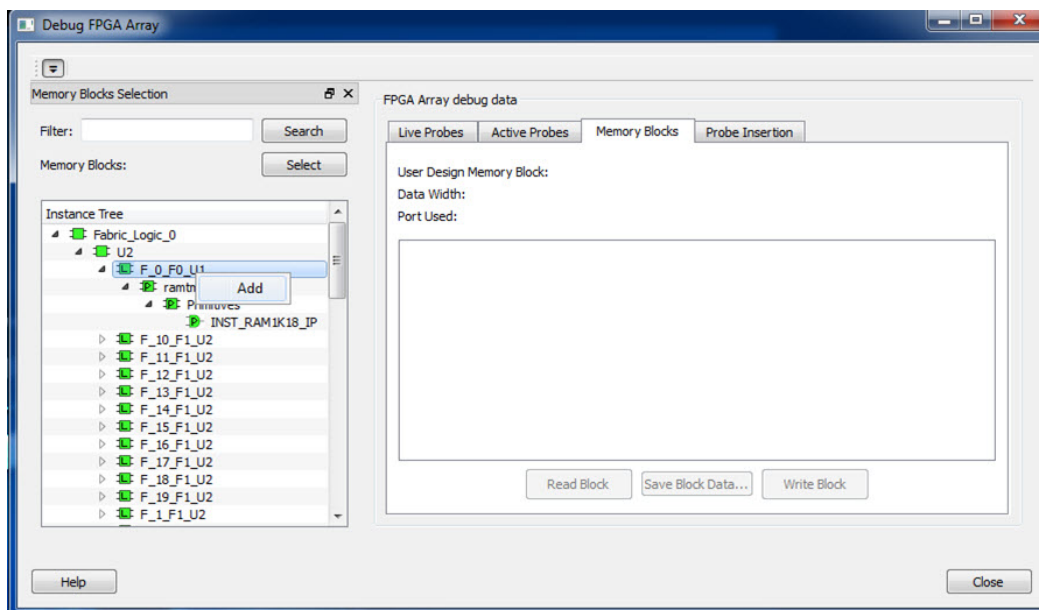 Debug FPGA Array
Memory Blocks Selection
Filter:
Search
Memory Blocks:
Select
Instance Tree
Fabric_Logic_0
U2
F_0_F0_U1
Add
P
INST_RAM1K18_IP
L F_10_F1_U2
L F_11_F1_U2
L F_12_F1_U2
L F_13_F1_U2
L F_14_F1_U2
L F_15_F1_U2
L F_16_F1_U2
L F_17_F1_U2
L F_18_F1_U2
L F_19_F1_U2
L F_1_F1_U2
FPGA Array debug data
Live Probes Active Probes Memory Blocks Probe Insertion
User Design Memory Block:
Data Width:
Port Used:
Read Block Save Block Data... Write Block
Help
Close